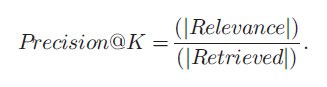 Precision@K = (|Relevance|) / (|Retrieved|).